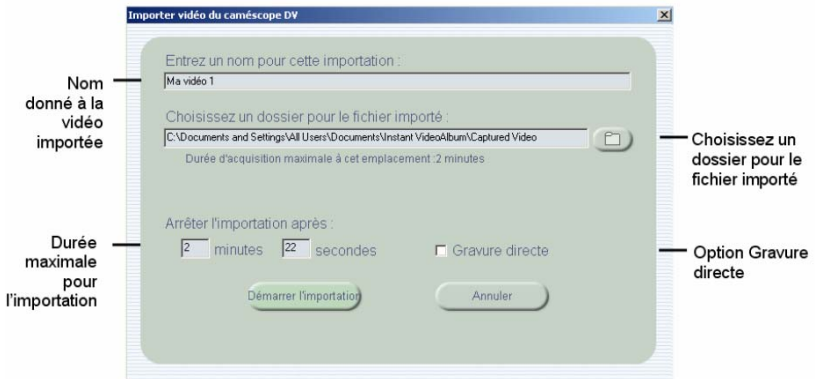 Importer vidéo du caméscope DV
Entrez un nom pour cette importation :
Ma vidéo 1
Nom
donné à la
vidéo
importée
Choisissez un dossier pour le fichier importé :
C:\Documents and Settings\All Users\Documents\Instant VideoAlbum\Captured Video
Durée d'acquisition maximale à cet emplacement :2 minutes
Choisissez un
dossier pour le
fichier importé
Arrêter l'importation après :
2 minutes 22 secondes
Gravure directe
Durée
maximale
pour
l'importation
Option Gravure
directe
Démarrer l'importation
Annuler